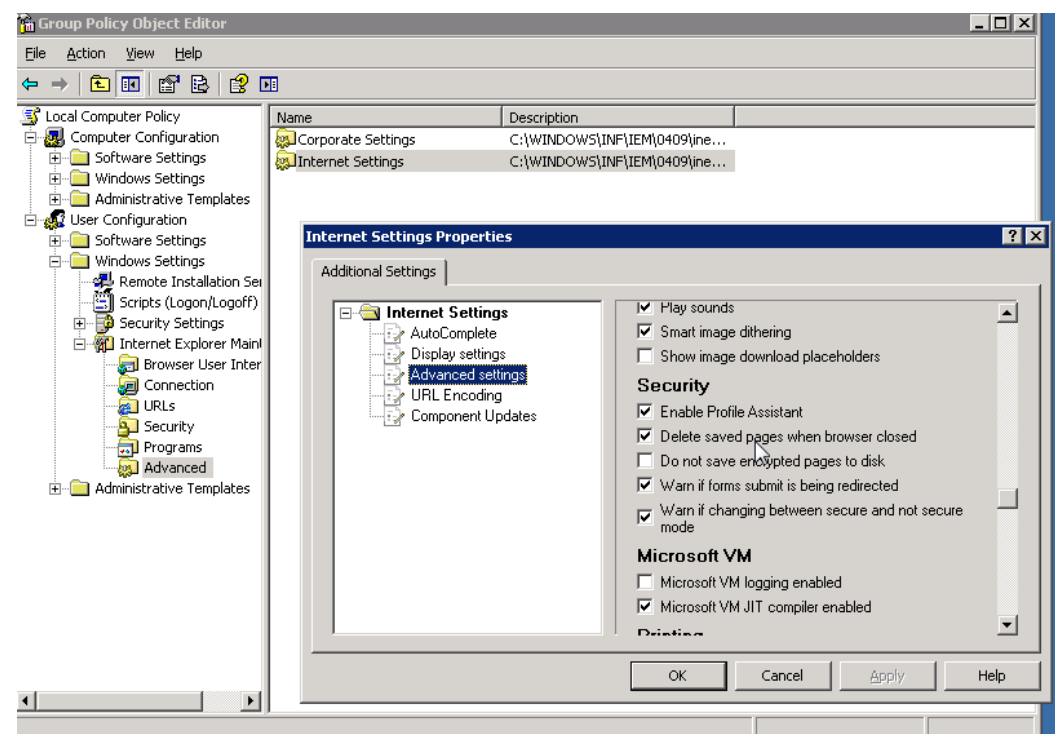 Group Policy Object Editor
File Action View Help
Local Computer Policy
Computer Configuration
Software Settings
Windows Settings
Administrative Templates
User Configuration
Software Settings
Windows Settings
Remote Installation Ser
Scripts (Logon/Logoff)
Security Settings
Internet Explorer Main
Browser User Inter
Connection
URLs
Security
Programs
Advanced
Administrative Templates
Name Description
Corporate Settings C:\WINDOWS\INF\IEM\0409\ine...
Internet Settings C:\WINDOWS\INF\IEM\0409\ine...
Internet Settings Properties
Additional Settings
Internet Settings
AutoComplete
Display settings
Advanced settings
URL Encoding
Component Updates
Play sounds
Smart image dithering
Show image download placeholders
Security
Enable Profile Assistant
Delete saved pages when browser closed
Do not save encrypted pages to disk
Warn if forms submit is being redirected
Warn if changing between secure and not secure
mode
Microsoft VM
Microsoft VM logging enabled
Microsoft VM JIT compiler enabled
Printing
OK Cancel Apply Help